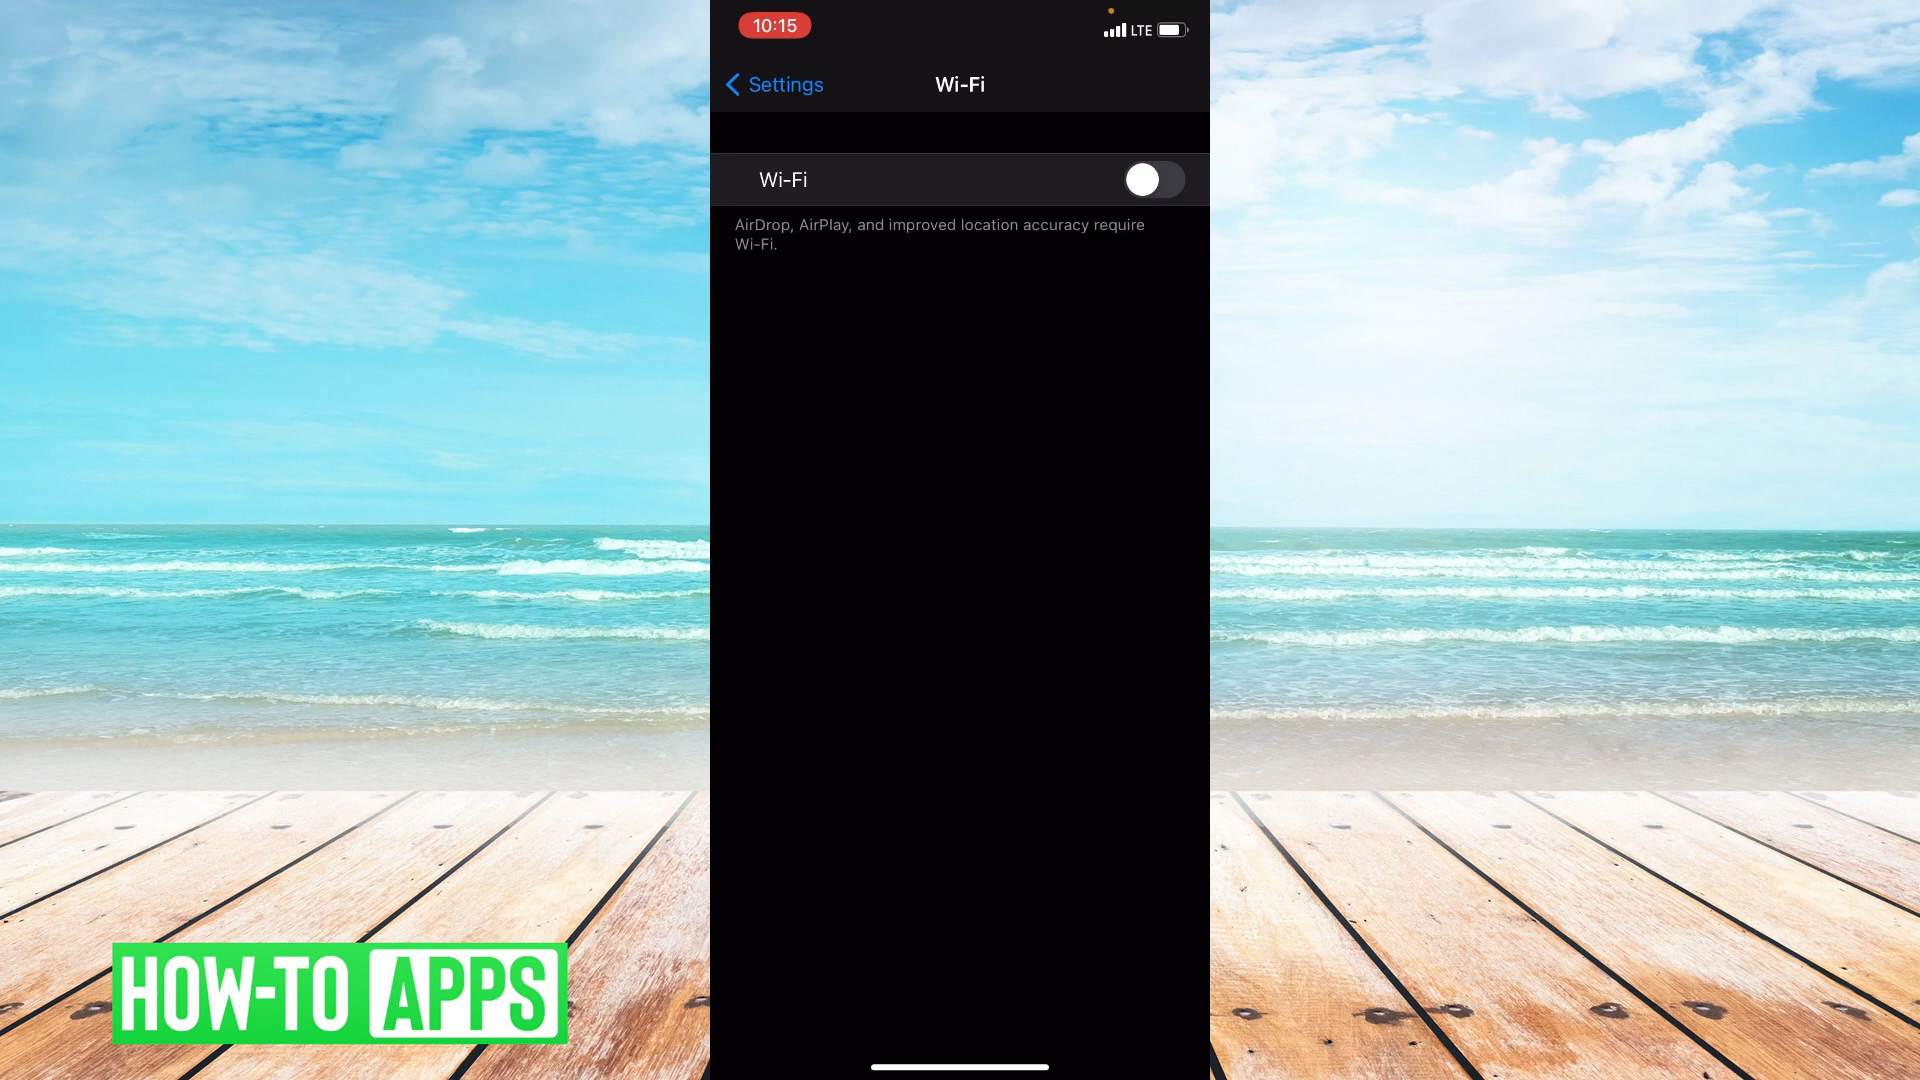 10:15
LTE
Settings
Wi-Fi
Wi-Fi
AirDrop, AirPlay, and improved location accuracy require
Wi-Fi.
HOW-TO APPS